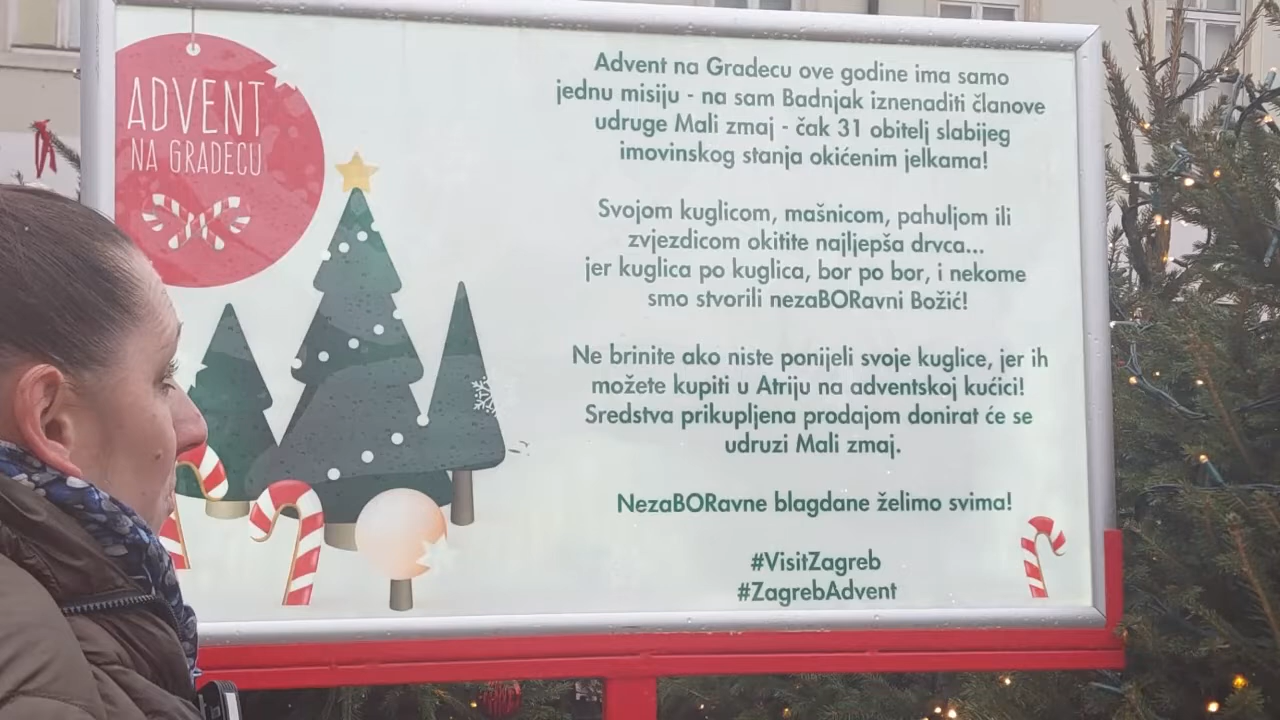 ADVENT
NA GRADECU
Advent na Gradecu ove godine ima samo
jednu misiju - na sam Badnjak iznenaditi članove
udruge Mali zmaj - čak 31 obitelj slabijeg
imovinskog stanja okićenim jelkama!
Svojom kuglicom, mašnicom, pahuljom ili
zvjezdicom okitite najljepša drvca...
jer kuglica po kuglica, bor po bor, i nekome
smo stvorili nezaBORavni Božić!
Ne brinite ako niste ponijeli svoje kuglice, jer ih
možete kupiti u Atriju na adventskoj kućici!
Sredstva prikupljena prodajom donirat će se
udruzi Mali zmaj.
NezaBORavne blagdane želimo svima!
#VisitZagreb
#ZagrebAdvent